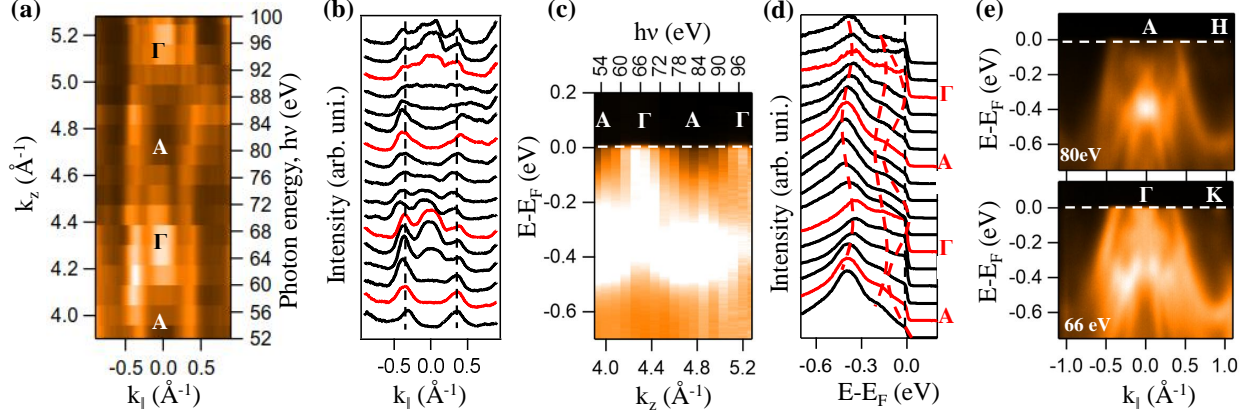 (a)
5.2
5.0
4.8
4.6
4.4
4.2
4.0
k_z (Å⁻¹)
Γ
A
Γ
A
100
96
92
88
84
80
76
72
68
64
60
56
52
Photon energy, hν (eV)
-0.5 0.0 0.5
k_∥ (Å⁻¹)
(b)
Intensity (arb. uni.)
-0.5 0.0 0.5
k_∥ (Å⁻¹)
(c)
hν (eV)
54 60 66 72 78 84 90 96
A Γ A Γ
0.2
0.0
-0.2
-0.4
-0.6
E-E_F (eV)
4.0 4.4 4.8 5.2
k_z (Å⁻¹)
(d)
Intensity (arb. uni.)
Γ
A
Γ
A
-0.6 -0.3 0.0
E-E_F (eV)
(e)
A H
0.0
-0.2
-0.4
-0.6
E-E_F (eV)
80eV
Γ K
0.0
-0.2
-0.4
-0.6
E-E_F (eV)
66 eV
-1.0 -0.5 0.0 0.5 1.0
k_∥ (Å⁻¹)